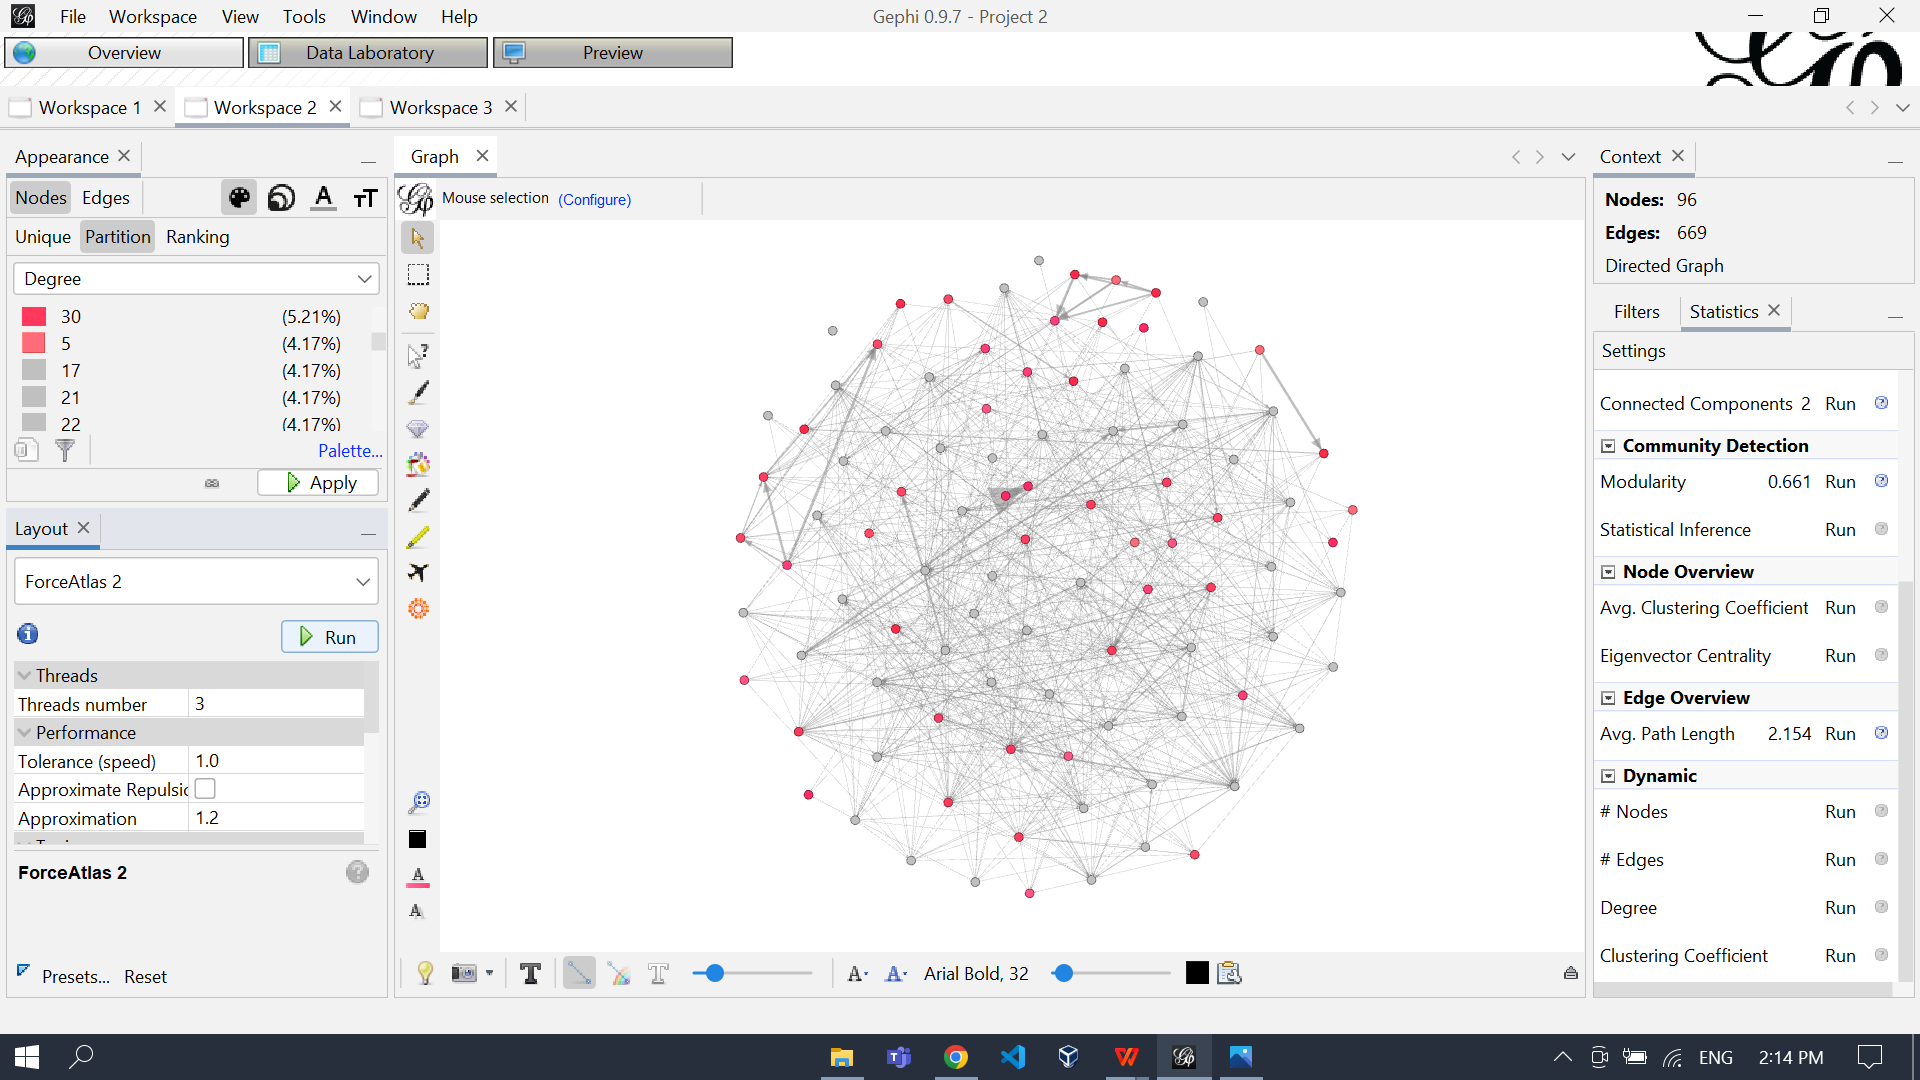 File Workspace View Tools Window Help
Gephi 0.9.7 - Project 2
Overview
Data Laboratory
Preview
Workspace 1
Workspace 2
Workspace 3
Appearance
Nodes Edges
Unique Partition Ranking
Degree
30 (5.21%)
5 (4.17%)
17 (4.17%)
21 (4.17%)
22 (4.17%)
Palette...
Apply
Layout
ForceAtlas 2
Run
Threads
Threads number 3
Performance
Tolerance (speed) 1.0
Approximate Repulsic
Approximation 1.2
ForceAtlas 2
Presets... Reset
Graph
Mouse selection (Configure)
Arial Bold, 32
Context
Nodes: 96
Edges: 669
Directed Graph
Filters Statistics
Settings
Connected Components 2 Run
Community Detection
Modularity 0.661 Run
Statistical Inference Run
Node Overview
Avg. Clustering Coefficient Run
Eigenvector Centrality Run
Edge Overview
Avg. Path Length 2.154 Run
Dynamic
# Nodes Run
# Edges Run
Degree Run
Clustering Coefficient Run
ENG 2:14 PM